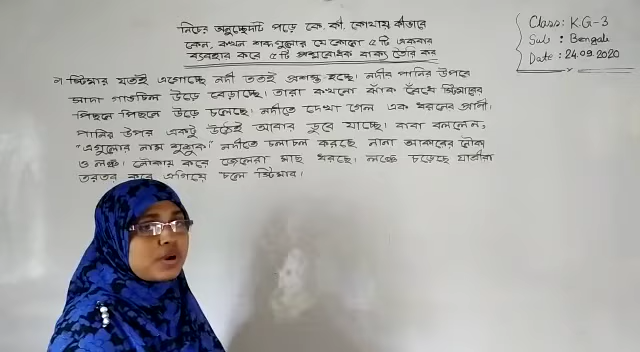 নিচের অনুচ্ছেদটি পড়ে কে, কী, কোথায়, কীভাবে
কেন, কখন শব্দগুলোর যে কোনো ৫টি একবার
ব্যবহার করে ৫টি প্রশ্নবোধক বাক্য তৈরি কর
Class: K.G-3
Sub : Bengali
Date : 24.09.2020
স্টিমার যতই এগোচ্ছে নদী ততই প্রশস্ত হচ্ছে। নদীর পানির উপরে
সাদা গাঙচিল উড়ে বেড়াচ্ছে। তারা কখনো ঝাঁক বেঁধে স্টিমারের
পিছনে পিছনে উড়ে চলেছে। নদীতে দেখা গেল এক ধরনের প্রাণী।
পানির উপর একটু উঠেই আবার ডুবে যাচ্ছে। বাবা বললেন,
"এগুলোর নাম শুশুক।" নদীতে চলাচল করছে নানা আকারের নৌকা
ও লঞ্চ। নৌকায় করে জেলেরা মাছ ধরছে। লঞ্চে চড়েছে যাত্রীরা
তরতর করে এগিয়ে চলে স্টিমার।